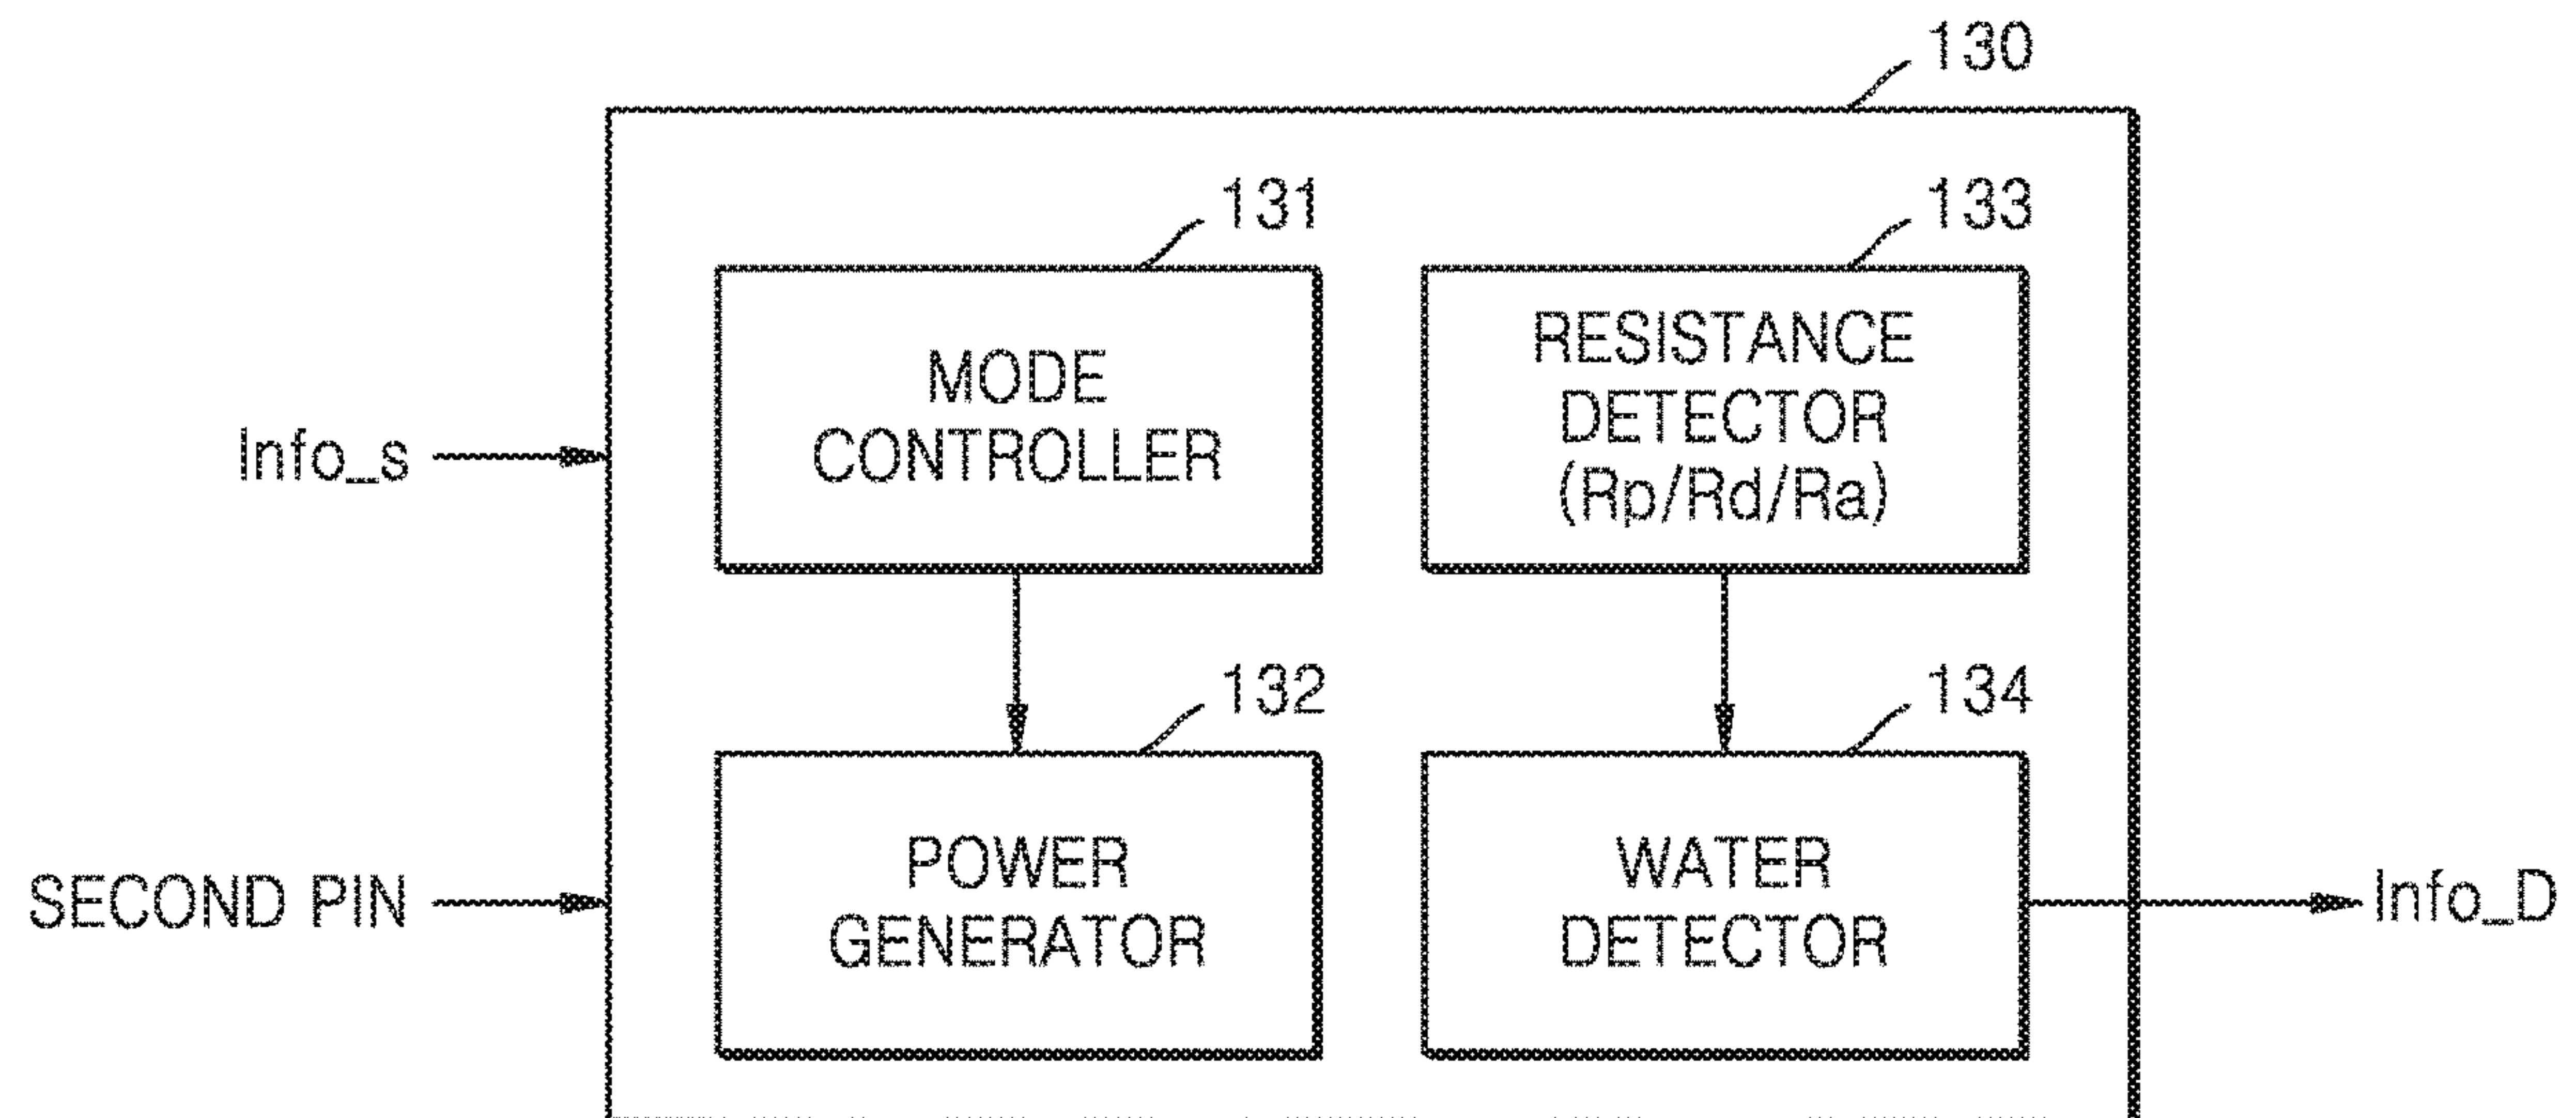 130
131
133
MODE
CONTROLLER
RESISTANCE
DETECTOR
(Rp/Rd/Ra)
Info_s
132
134
POWER
GENERATOR
WATER
DETECTOR
SECOND PIN
Info_D